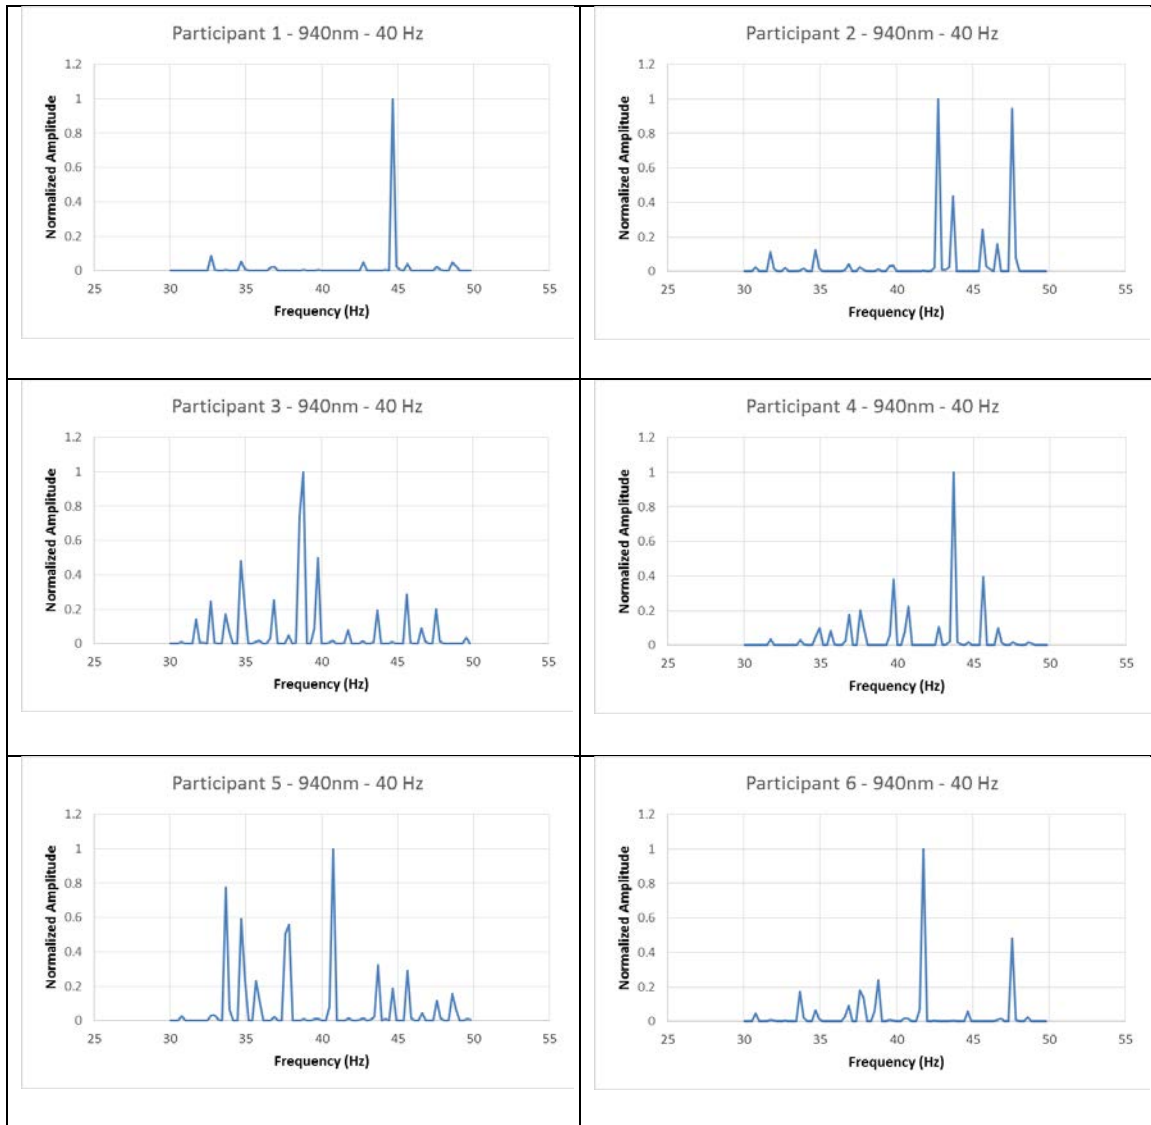 Participant 1 - 940nm - 40 Hz
1.2
1
0.8
0.6
0.4
0.2
0
25 30 35 40 45 50 55
Normalized Amplitude
Frequency (Hz)
Participant 2 - 940nm - 40 Hz
1.2
1
0.8
0.6
0.4
0.2
0
25 30 35 40 45 50 55
Normalized Amplitude
Frequency (Hz)
Participant 3 - 940nm - 40 Hz
1.2
1
0.8
0.6
0.4
0.2
0
25 30 35 40 45 50 55
Normalized Amplitude
Frequency (Hz)
Participant 4 - 940nm - 40 Hz
1.2
1
0.8
0.6
0.4
0.2
0
25 30 35 40 45 50 55
Normalized Amplitude
Frequency (Hz)
Participant 5 - 940nm - 40 Hz
1.2
1
0.8
0.6
0.4
0.2
0
25 30 35 40 45 50 55
Normalized Amplitude
Frequency (Hz)
Participant 6 - 940nm - 40 Hz
1.2
1
0.8
0.6
0.4
0.2
0
25 30 35 40 45 50 55
Normalized Amplitude
Frequency (Hz)